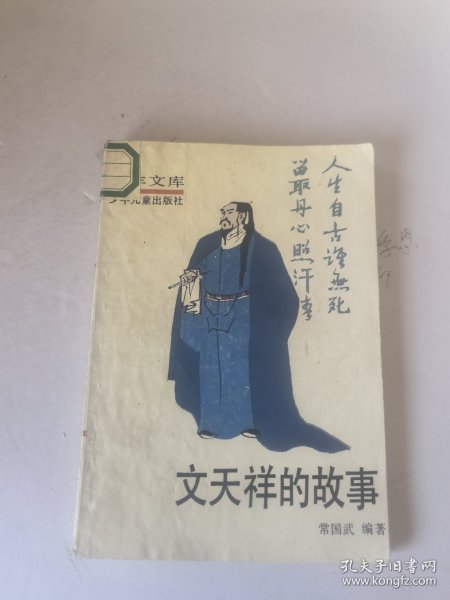 年文库
少年儿童出版社
人生自古谁無死
留取丹心照汗青
文天祥的故事
常国武 编著
孔夫子旧书网
www.kongfz.com